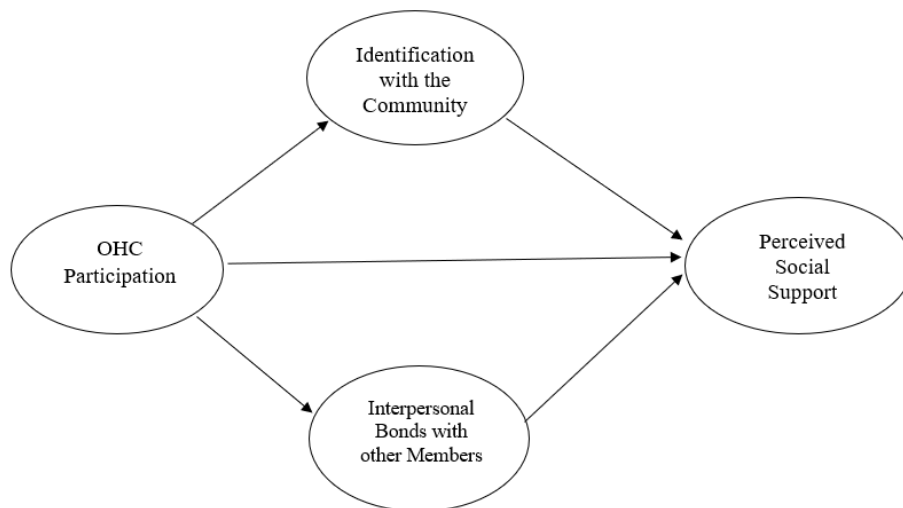 Identification
with the
Community
OHC
Participation
Perceived
Social
Support
Interpersonal
Bonds with
other Members